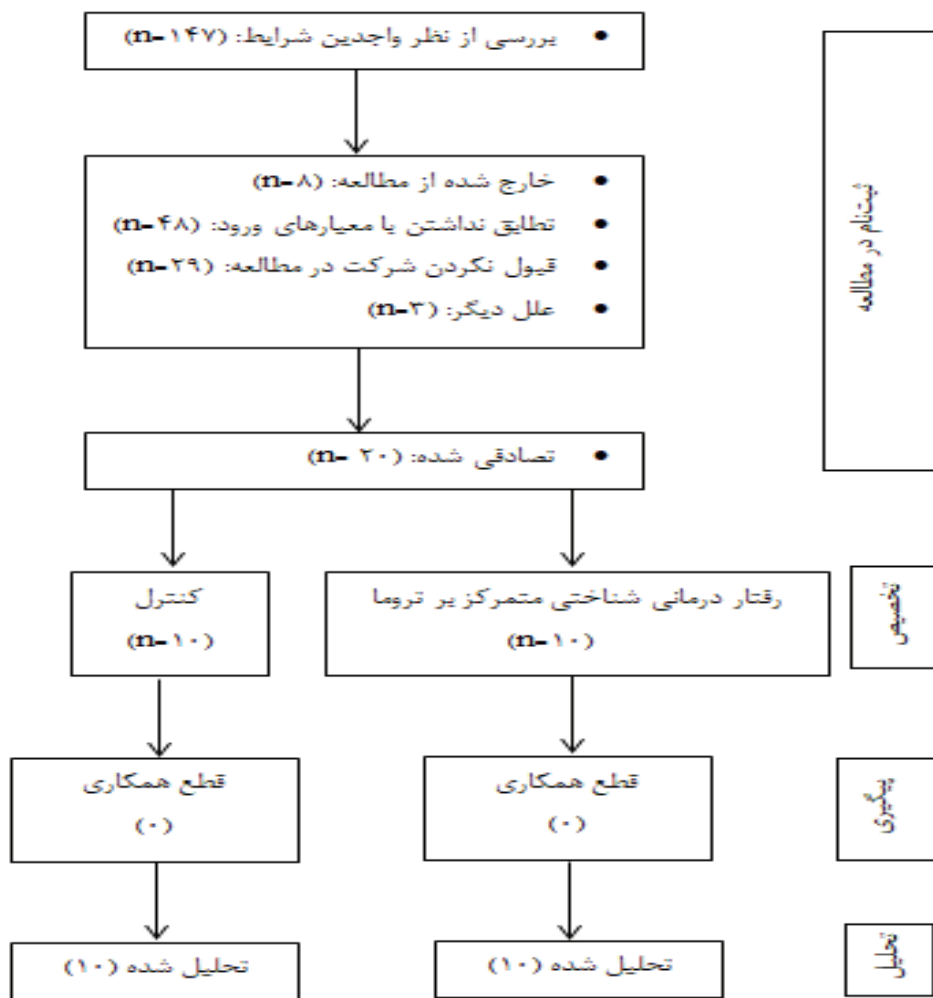 بررسی از نظر واجدین شرایط: (n=۱۴۷)
خارج شده از مطالعه: (n=۸)
تطابق نداشتن با معیارهای ورود: (n=۴۸)
قبول نکردن شرکت در مطالعه: (n=۲۹)
علل دیگر: (n=۳)
ثبت‌نام در مطالعه
تصادفی شده: (n= ۲۰)
رفتار درمانی شناختی متمرکز بر تروما
(n=۱۰)
کنترل
(n=۱۰)
تخصیص
قطع همکاری
(۰)
قطع همکاری
(۰)
پیگیری
تحلیل شده (۱۰)
تحلیل شده (۱۰)
تحلیل